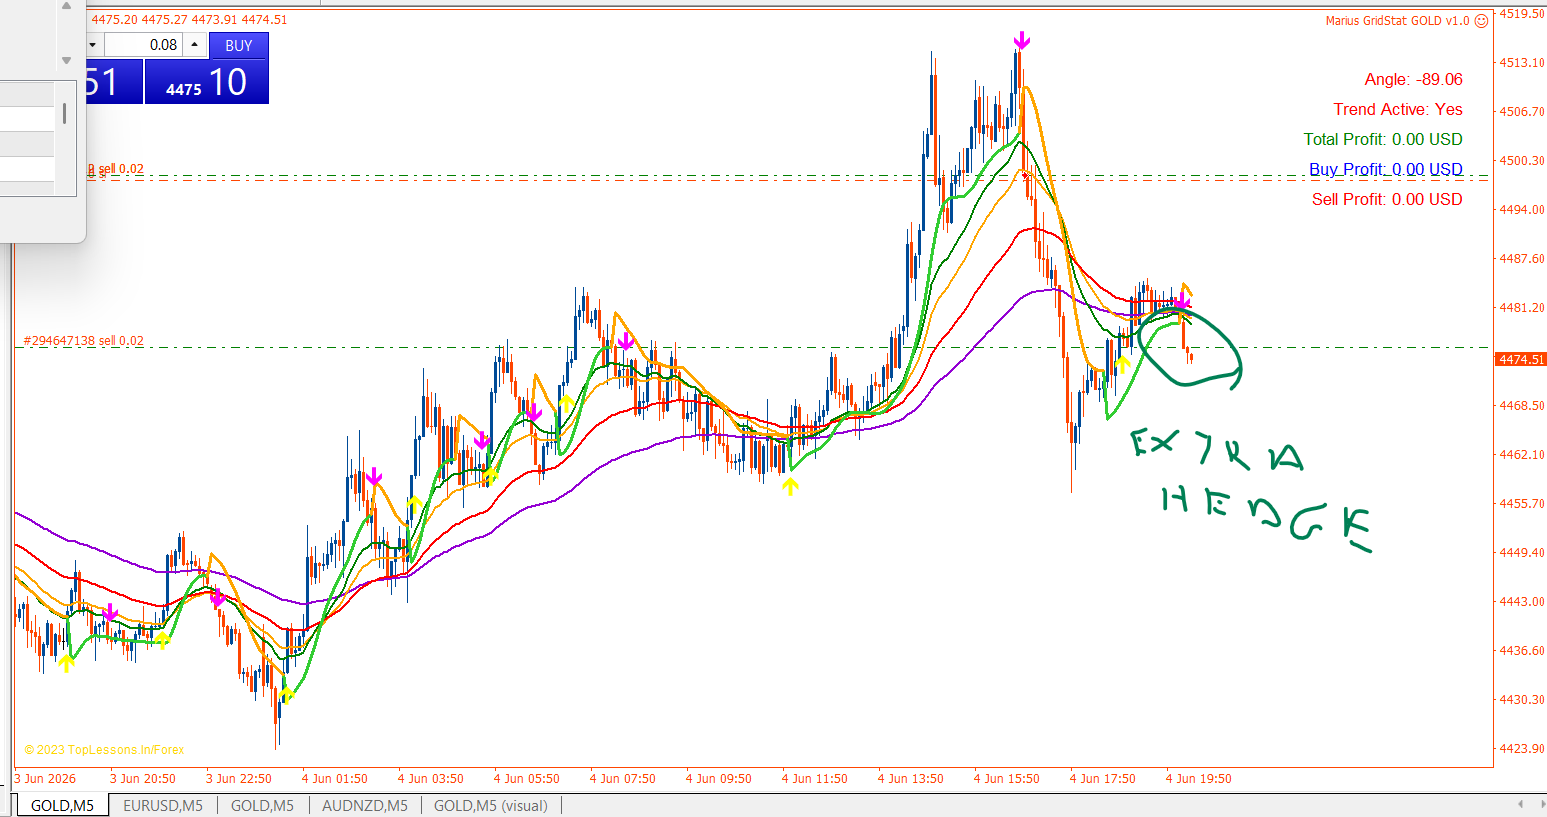 4475.20 4475.27 4473.91 4474.51
Marius GridStat GOLD v1.0
0.08
BUY
51
4475 10
Angle: -89.06
Trend Active: Yes
Total Profit: 0.00 USD
Buy Profit: 0.00 USD
Sell Profit: 0.00 USD
sell 0.02
#294647138 sell 0.02
EXTRA
HEDGE
4519.50
4513.10
4506.70
4500.30
4494.00
4487.60
4481.20
4474.51
4468.50
4462.10
4455.70
4449.40
4443.00
4436.60
4430.30
4423.90
© 2023 TopLessons.In/Forex
3 Jun 2026 3 Jun 20:50 3 Jun 22:50 4 Jun 01:50 4 Jun 03:50 4 Jun 05:50 4 Jun 07:50 4 Jun 09:50 4 Jun 11:50 4 Jun 13:50 4 Jun 15:50 4 Jun 17:50 4 Jun 19:50
GOLD,M5 EURUSD,M5 GOLD,M5 AUDNZD,M5 GOLD,M5 (visual)